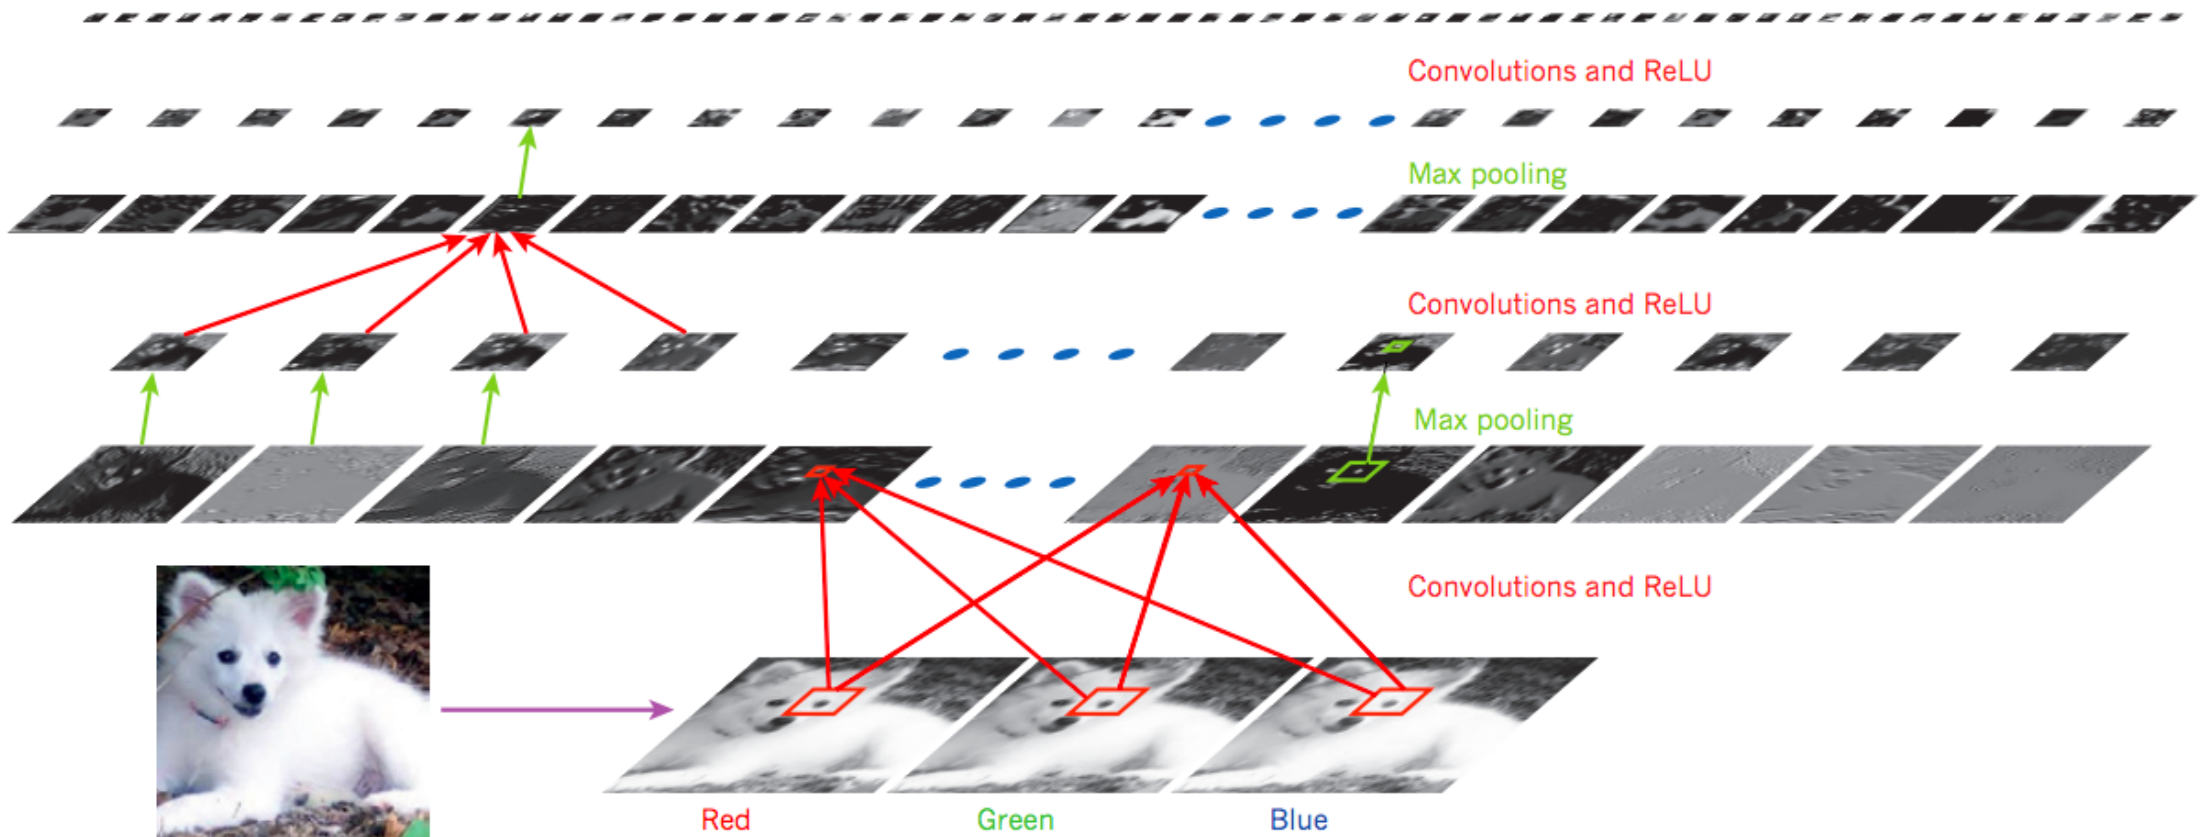 Convolutions and ReLU
Max pooling
Convolutions and ReLU
Max pooling
Convolutions and ReLU
Red Green Blue